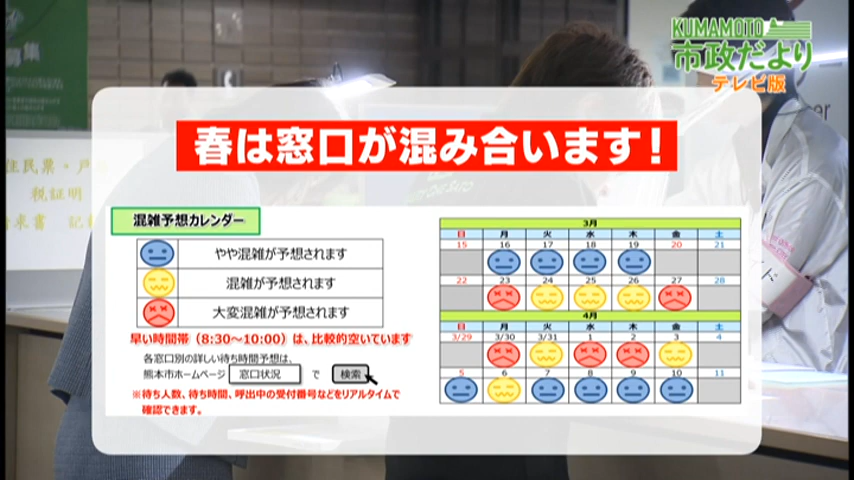 KUMAMOTO
市政だより
テレビ版
集
住民票・戸
税証明
請求書 記
春は窓口が混み合います!
混雑予想カレンダー
やや混雑が予想されます
混雑が予想されます
大変混雑が予想されます
早い時間帯(8:30～10:00)は、比較的空いています
各窓口別の詳しい待ち時間予想は、
熊本市ホームページ 窓口状況 で 検索
※待ち人数、待ち時間、呼出中の受付番号などをリアルタイムで
確認できます。
3月
日 月 火 水 木 金 土
15 16 17 18 19 20 21
22 23 24 25 26 27 28
4月
日 月 火 水 木 金 土
3/29 3/30 3/31 1 2 3 4
5 6 7 8 9 10 11